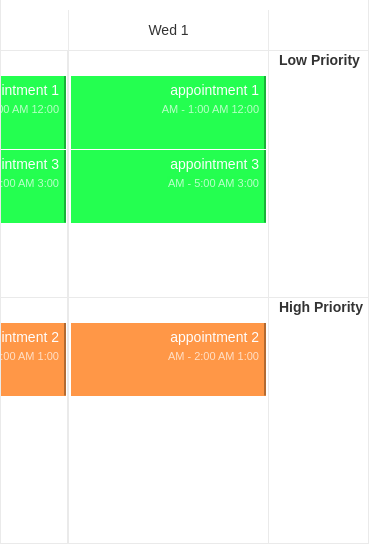 Wed 1
Low Priority
intment 1
appointment 1
AM 12:00
AM - 1:00 AM 12:00
intment 3
appointment 3
:00 AM 3:00
AM - 5:00 AM 3:00
High Priority
intment 2
appointment 2
:00 AM 1:00
AM - 2:00 AM 1:00